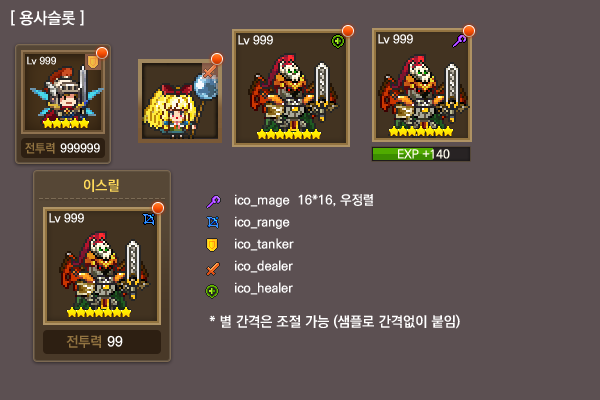 [ 용사슬롯 ]
Lv 999
전투력 999999
Lv 999
Lv 999
EXP +140
이스릴
Lv 999
전투력 99
ico_mage 16*16, 우정렬
ico_range
ico_tanker
ico_dealer
ico_healer
* 별 간격은 조절 가능 (샘플로 간격없이 붙임)